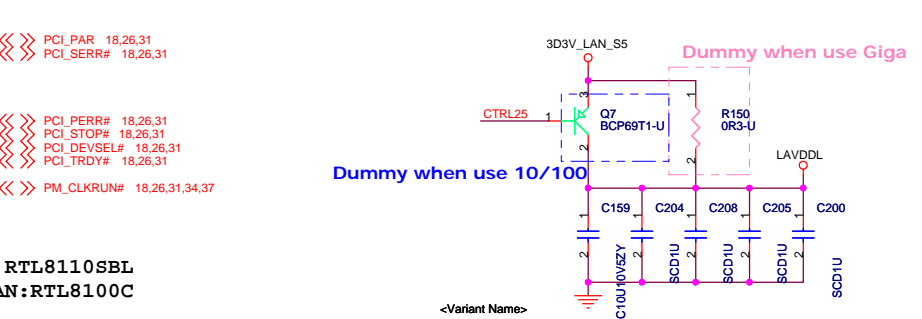 PCI_PAR 18,26,31
PCI_SERR# 18,26,31
PCI_PERR# 18,26,31
PCI_STOP# 18,26,31
PCI_DEVSEL# 18,26,31
PCI_TRDY# 18,26,31
PM_CLKRUN# 18,26,31,34,37
RTL8110SBL
AN:RTL8100C
3D3V_LAN_S5
Dummy when use Giga
CTRL25
1
3
2
Q7
BCP69T1-U
1
2
R150
0R3-U
Dummy when use 10/100
LAVDDL
1
2
C159
C10U10V5ZY
1
2
C204
SCD1U
1
2
C208
SCD1U
1
2
C205
SCD1U
1
2
C200
SCD1U
<Variant Name>